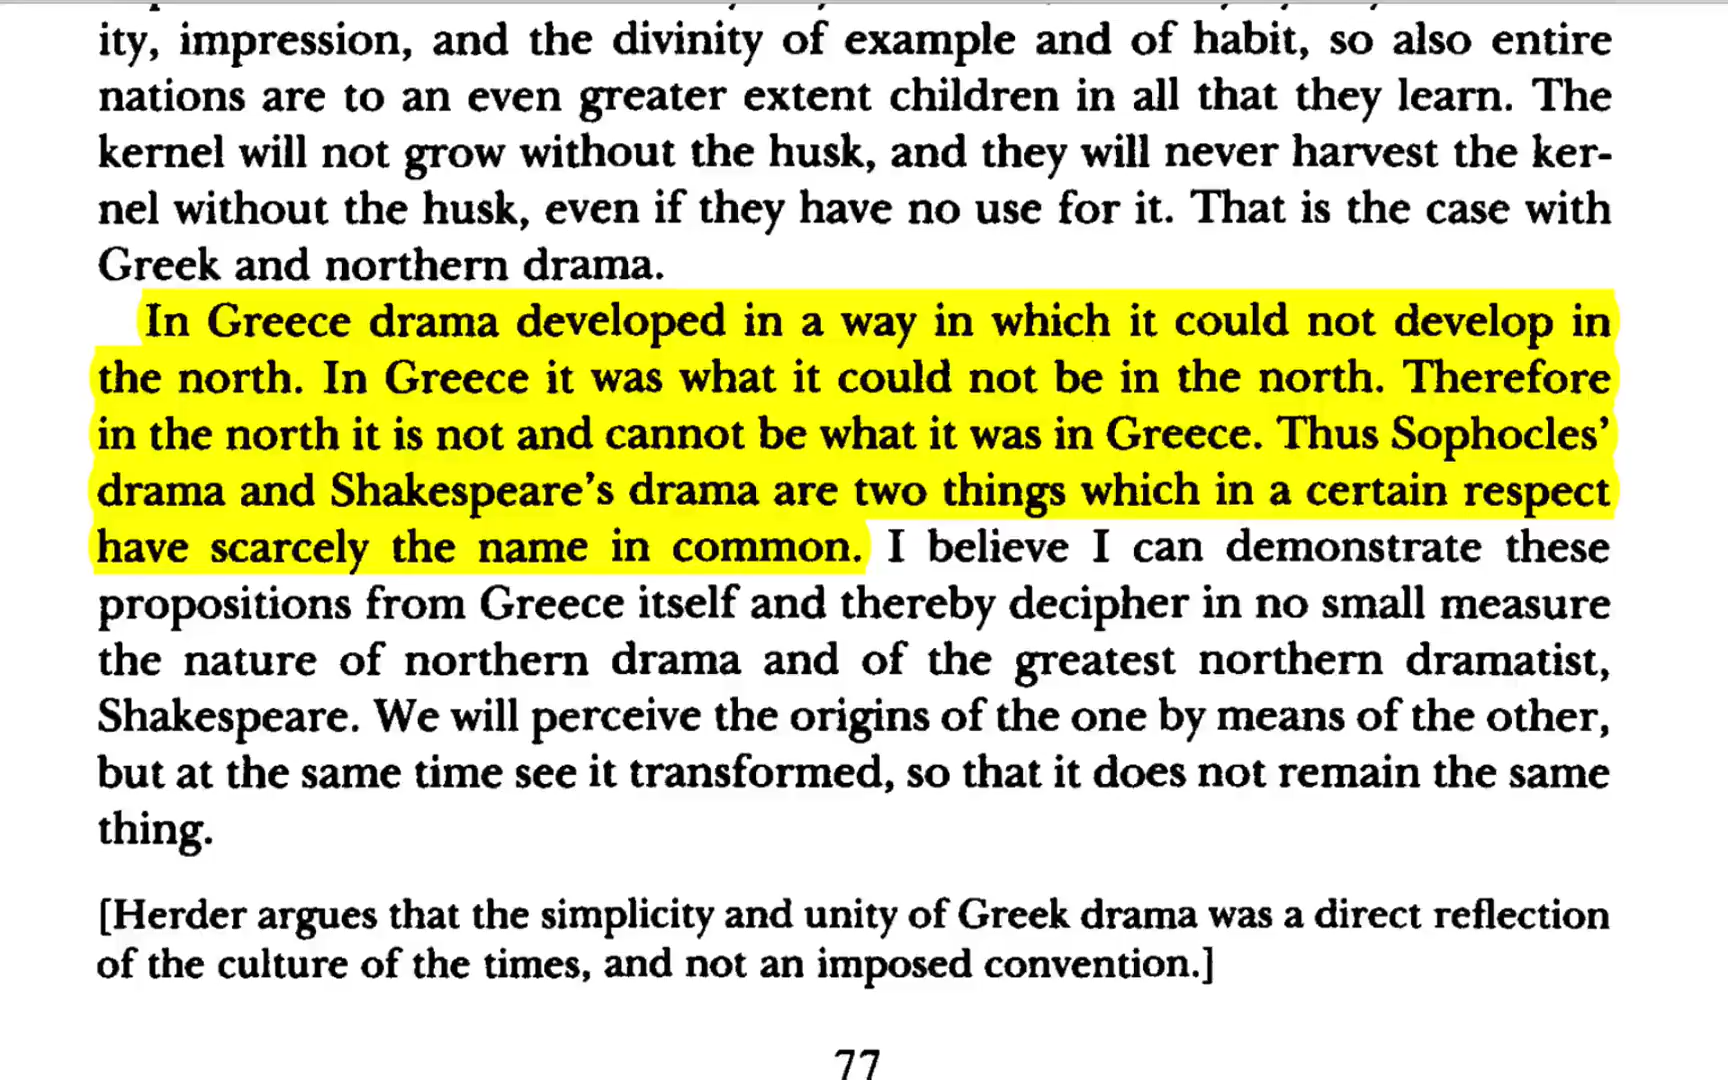 ity, impression, and the divinity of example and of habit, so also entire
nations are to an even greater extent children in all that they learn. The
kernel will not grow without the husk, and they will never harvest the ker-
nel without the husk, even if they have no use for it. That is the case with
Greek and northern drama.
In Greece drama developed in a way in which it could not develop in
the north. In Greece it was what it could not be in the north. Therefore
in the north it is not and cannot be what it was in Greece. Thus Sophocles’
drama and Shakespeare’s drama are two things which in a certain respect
have scarcely the name in common. I believe I can demonstrate these
propositions from Greece itself and thereby decipher in no small measure
the nature of northern drama and of the greatest northern dramatist,
Shakespeare. We will perceive the origins of the one by means of the other,
but at the same time see it transformed, so that it does not remain the same
thing.
[Herder argues that the simplicity and unity of Greek drama was a direct reflection
of the culture of the times, and not an imposed convention.]
77